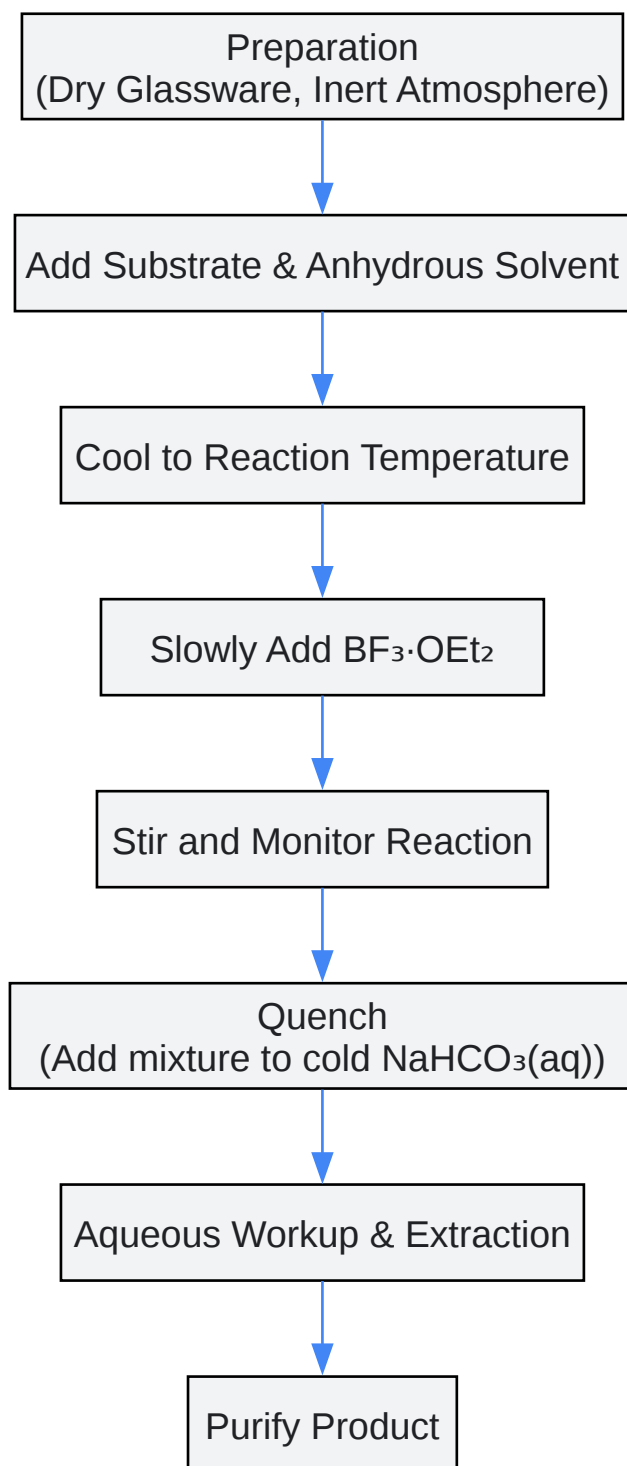 Preparation
(Dry Glassware, Inert Atmosphere)
Add Substrate & Anhydrous Solvent
Cool to Reaction Temperature
Slowly Add BF₃·OEt₂
Stir and Monitor Reaction
Quench
(Add mixture to cold NaHCO₃(aq))
Aqueous Workup & Extraction
Purify Product